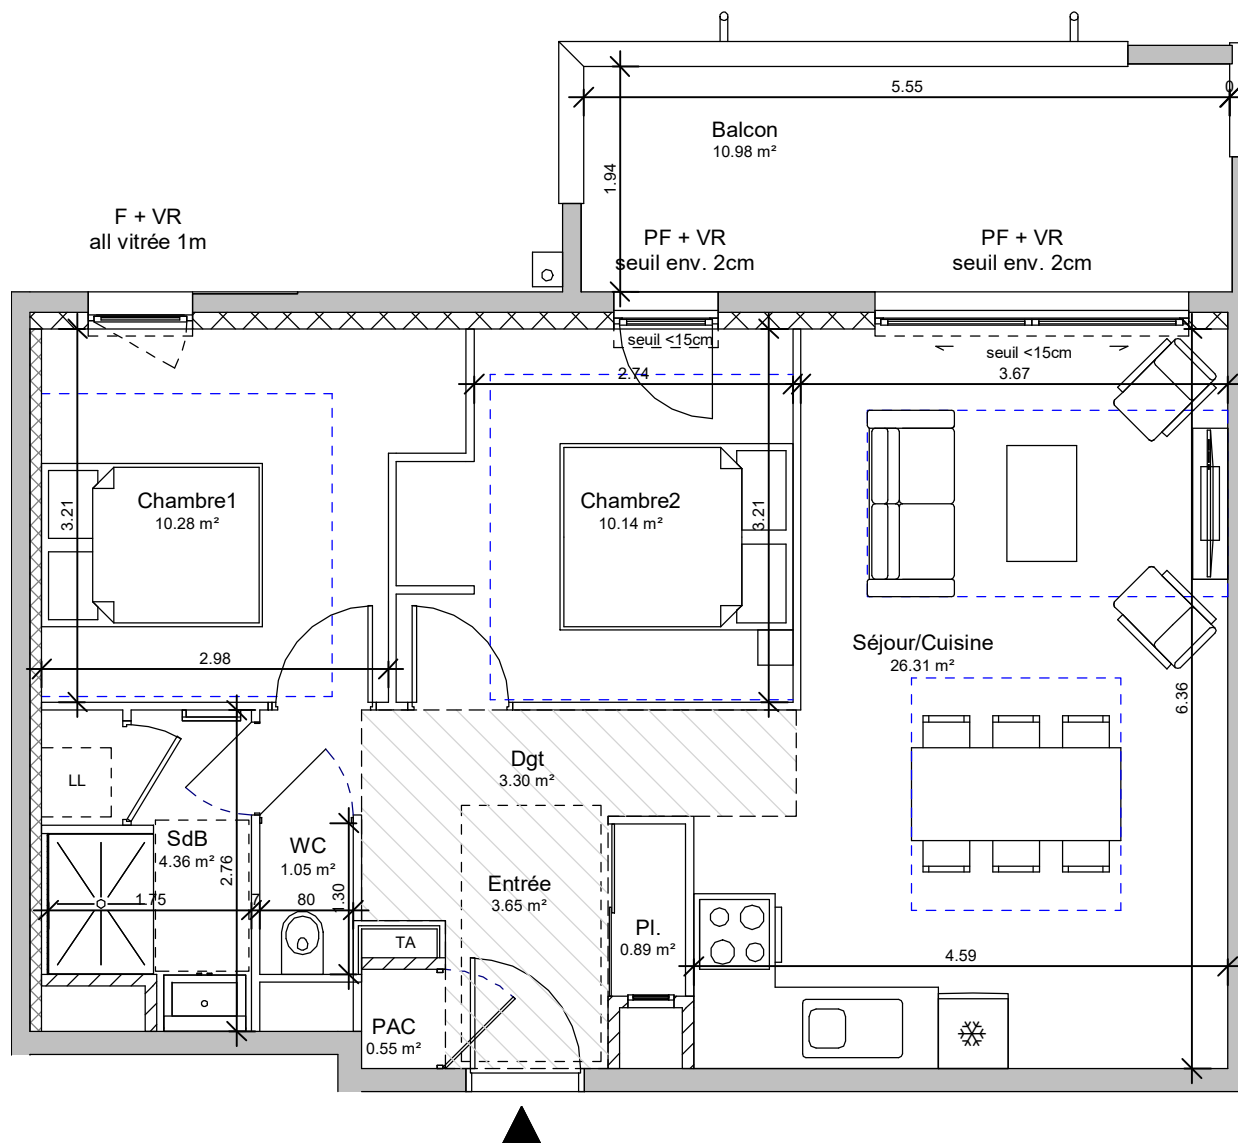 5.55
0
Balcon
10.98 m²
1.94
F + VR
all vitrée 1m
PF + VR
seuil env. 2cm
PF + VR
seuil env. 2cm
seuil <15cm
seuil <15cm
2.74
3.67
Chambre1
10.28 m²
3.21
Chambre2
10.14 m²
3.21
Séjour/Cuisine
26.31 m²
2.98
6.36
Dgt
3.30 m²
LL
SdB
4.36 m²
2.76
WC
1.05 m²
1.30
1.75
7
80
Entrée
3.65 m²
Pl.
0.89 m²
TA
4.59
PAC
0.55 m²